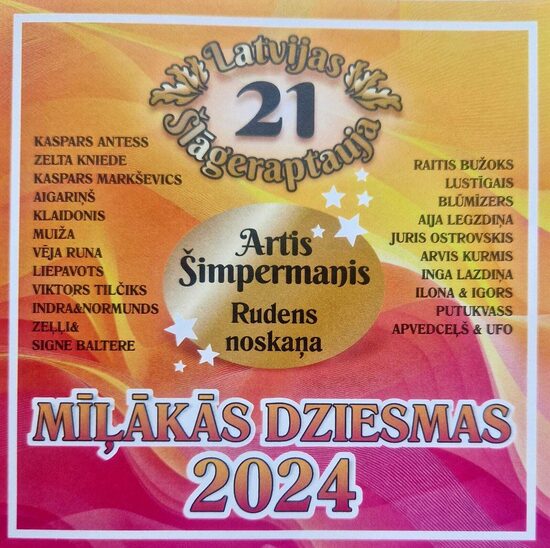 Latvijas
21
Šlāgeraptauja
KASPARS ANTESS
ZELTA KNIEDE
KASPARS MARKŠEVICS
AIGARIŅŠ
KLAIDONIS
MUIŽA
VĒJA RUNA
LIEPAVOTS
VIKTORS TILČIKS
INDRA&NORMUNDS
ZEĻĻI&
SIGNE BALTERE
Artis
Šimpermanis
Rudens
noskaņa
RAITIS BUŽOKS
LUSTĪGAIS
BLŪMĪZERS
AIJA LEGZDIŅA
JURIS OSTROVSKIS
ARVIS KURMIS
INGA LAZDIŅA
ILONA & IGORS
PUTUKVASS
APVEDCEĻŠ & UFO
MĪĻĀKĀS DZIESMAS
2024